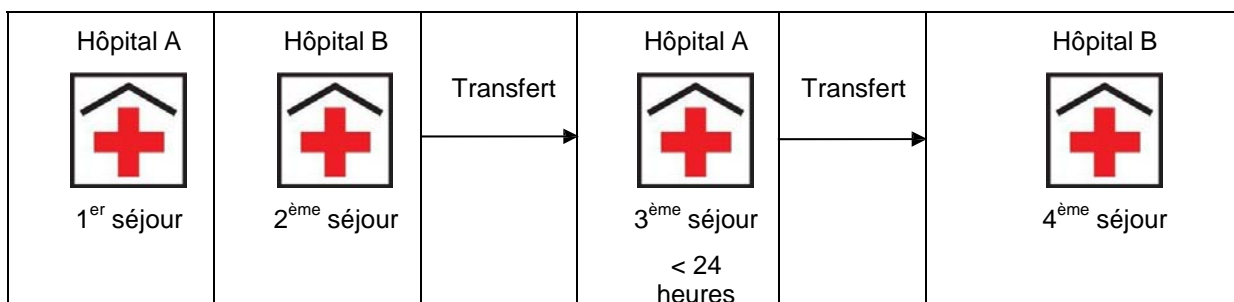 Hôpital A
1er séjour
Hôpital B
2ème séjour
Transfert
Hôpital A
3ème séjour
< 24
heures
Transfert
Hôpital B
4ème séjour